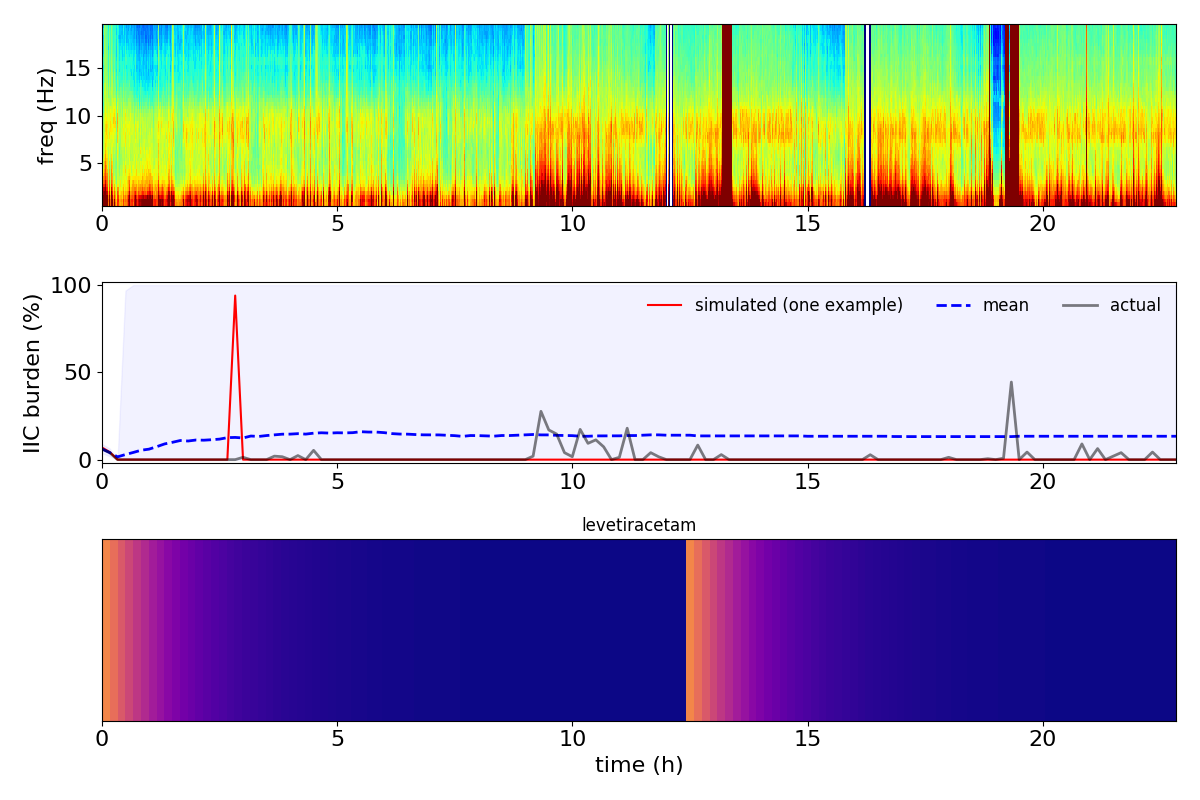 freq (Hz)
15
10
5
0 5 10 15 20
IIC burden (%)
100
50
0
simulated (one example) mean actual
0 5 10 15 20
levetiracetam
0 5 10 15 20
time (h)